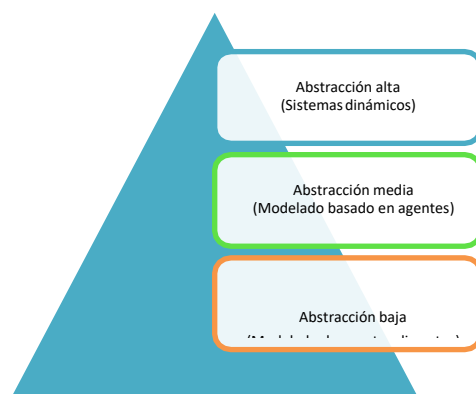 Abstracción alta
(Sistemas dinámicos)
Abstracción media
(Modelado basado en agentes)
Abstracción baja